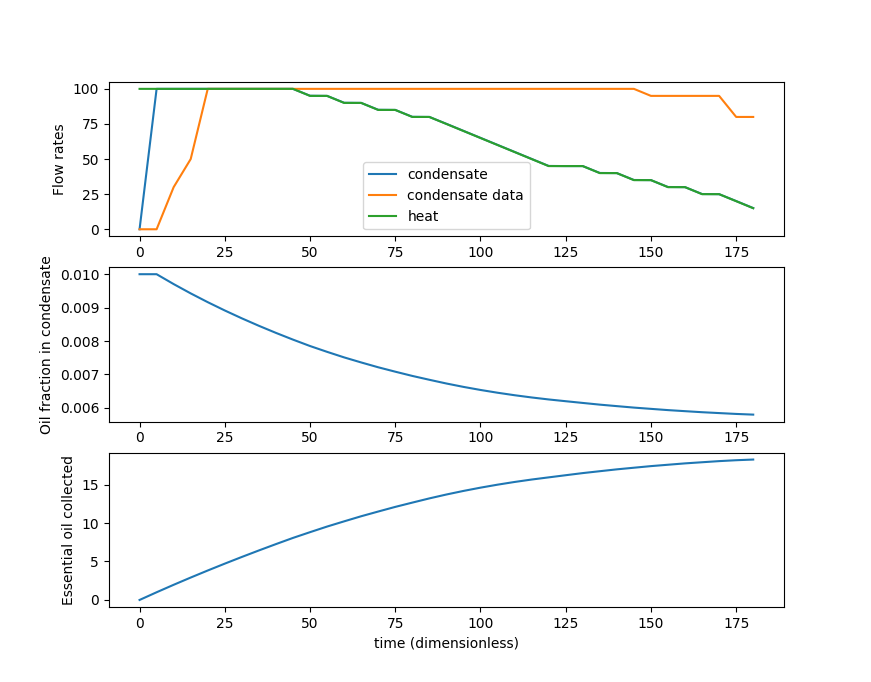 Flow rates
100
75
50
25
0
condensate
condensate data
heat
0 25 50 75 100 125 150 175
Oil fraction in condensate
0.010
0.009
0.008
0.007
0.006
0 25 50 75 100 125 150 175
Essential oil collected
15
10
5
0
0 25 50 75 100 125 150 175
time (dimensionless)